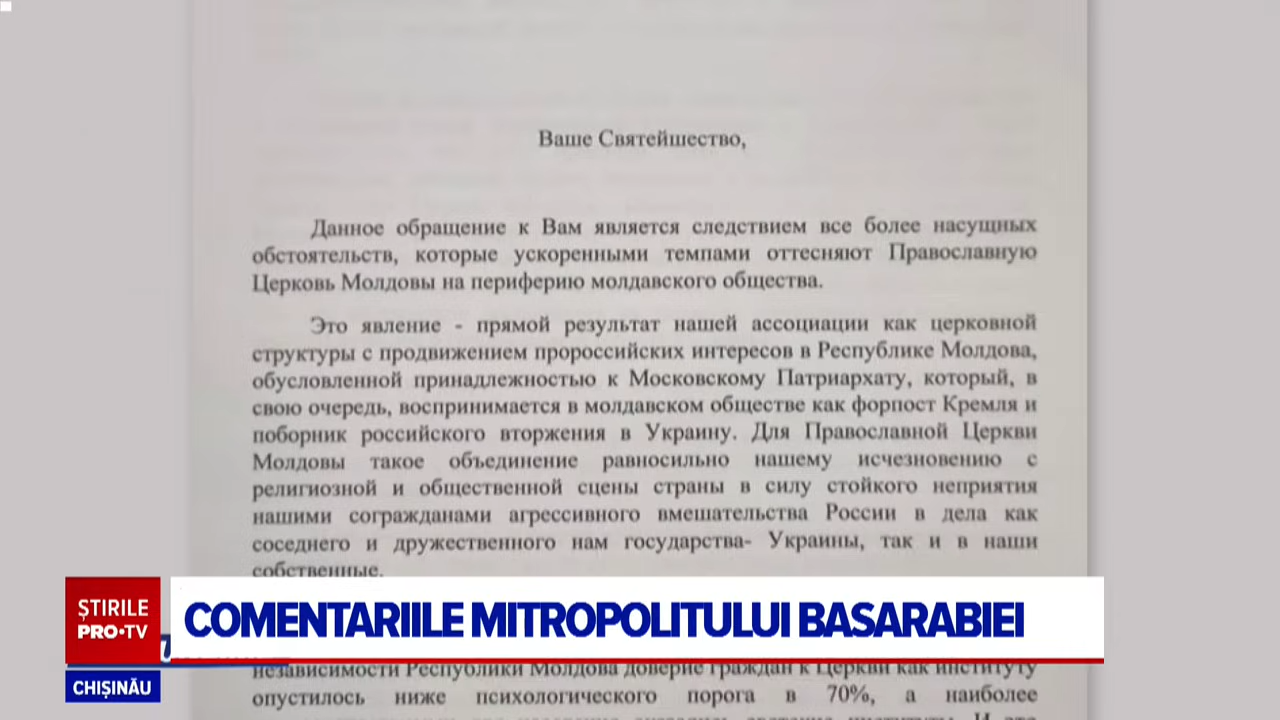 Ваше Святейшество,
Данное обращение к Вам является следствием все более насущных
обстоятельств, которые ускоренными темпами оттесняют Православную
Церковь Молдовы на периферию молдавского общества.
Это явление - прямой результат нашей ассоциации как церковной
структуры с продвижением пророссийских интересов в Республике Молдова,
обусловленной принадлежностью к Московскому Патриархату, который, в
свою очередь, воспринимается в молдавском обществе как форпост Кремля и
поборник российского вторжения в Украину. Для Православной Церкви
Молдовы такое объединение равносильно нашему исчезновению с
религиозной и общественной сцены страны в силу стойкого неприятия
нашими согражданами агрессивного вмешательства России в дела как
соседнего и дружественного нам государства- Украины, так и в наши
собственные.
ȘTIRILE
PRO•TV
COMENTARIILE MITROPOLITULUI BASARABIEI
CHIȘINĂU
независимости Республики Молдова доверие граждан к Церкви как институту
опустилось ниже психологического порога в 70%, а наиболее